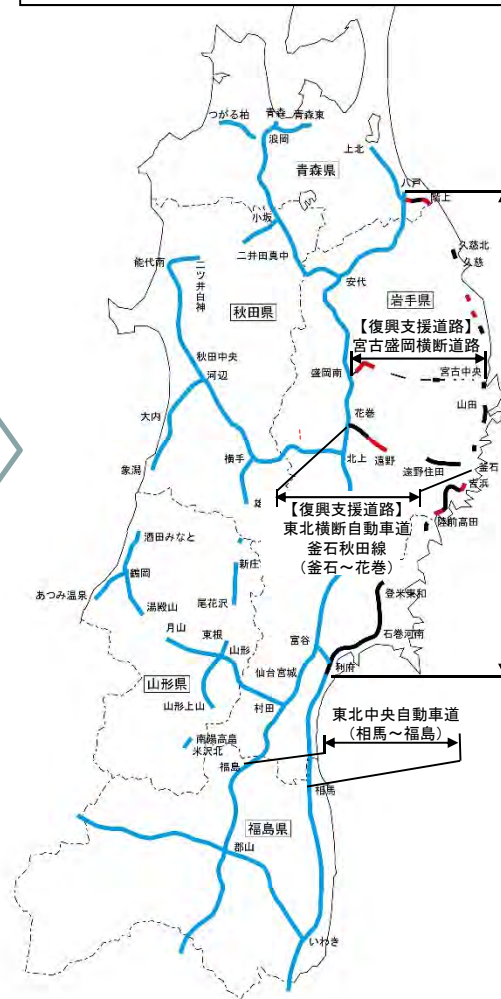 つがる柏
青森
青森東
浪岡
上北
青森県
八戸
階上
小坂
久慈北
久慈
二井田真中
能代南
二ツ井白神
安代
秋田県
岩手県
【復興支援道路】
宮古盛岡横断道路
秋田中央
河辺
盛岡南
宮古中央
山田
大内
花巻
横手
北上
遠野
遠野住田
釜石
象潟
雄
吉浜
【復興支援道路】
東北横断自動車道
釜石秋田線
（釜石～花巻）
陸前高田
酒田みなと
鶴岡
新庄
あつみ温泉
湯殿山
尾花沢
登米東和
月山
東根
山形
富谷
石巻河南
仙台宮城
利府
山形県
山形上山
村田
東北中央自動車道
（相馬～福島）
南陽高畠
米沢北
福島
相馬
福島県
郡山
いわき